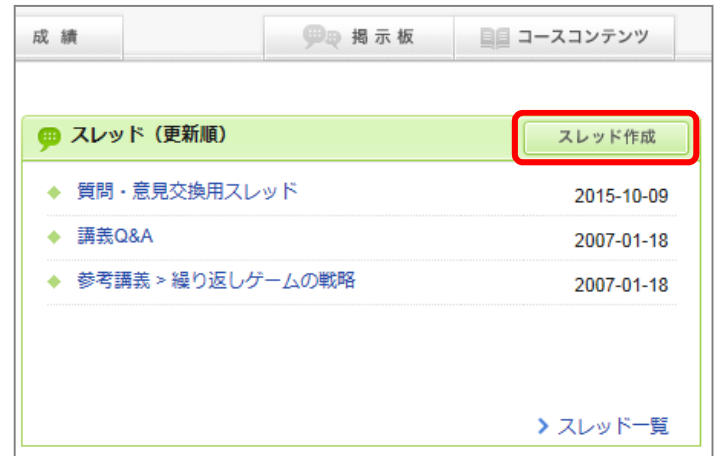 成績 掲示板 コースコンテンツ
スレッド（更新順） スレッド作成
質問・意見交換用スレッド 2015-10-09
講義Q&A 2007-01-18
参考講義 > 繰り返しゲームの戦略 2007-01-18
スレッド一覧